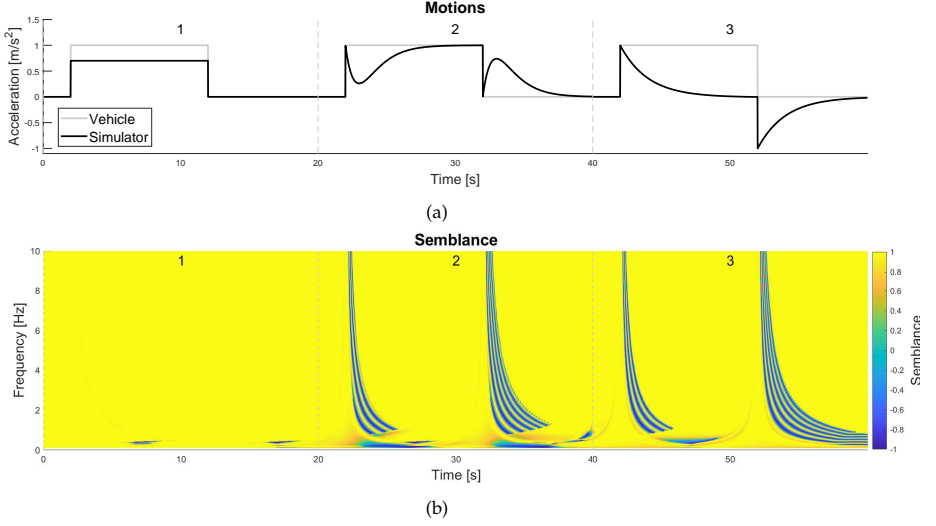 Motions
1 2 3
1.5
1
0.5
0
-0.5
-1
Acceleration [m/s²]
Vehicle
Simulator
0 10 20 30 40 50
Time [s]
(a)
Semblance
1 2 3
10
8
6
4
2
0
Frequency [Hz]
0 10 20 30 40 50
Time [s]
1
0.8
0.6
0.4
0.2
0
-0.2
-0.4
-0.6
-0.8
-1
Semblance
(b)